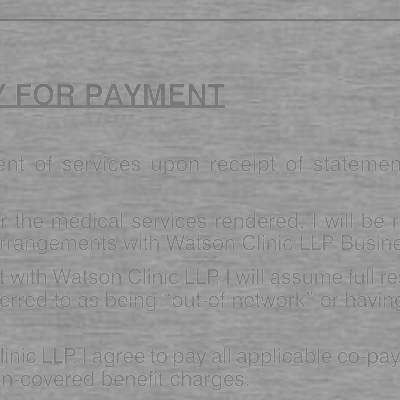 Y FOR PAYMENT
ent of services upon receipt of statemen
r the medical services rendered. I will be r
rrangements with Watson Clinic LLP Busine
t with Watson Clinic LLP, I will assume full res
erred to as being “out-of-network” or having
linic LLP, I agree to pay all applicable co-pay
n-covered benefit charges.